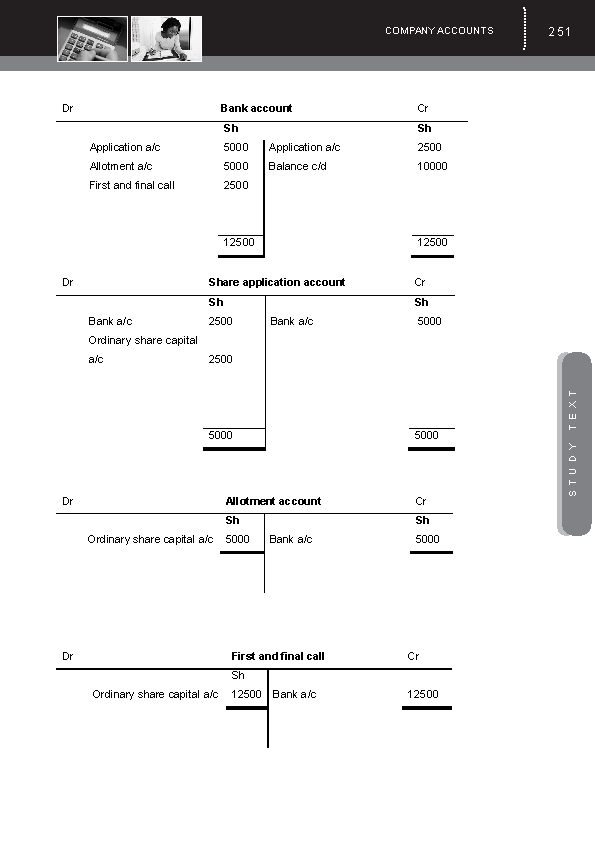 COMPANY ACCOUNTS 251
Dr Bank account Cr
Sh Sh
Application a/c 5000 Application a/c 2500
Allotment a/c 5000 Balance c/d 10000
First and final call 2500
12500 12500
Dr Share application account Cr
Sh Sh
Bank a/c 2500 Bank a/c 5000
Ordinary share capital
a/c 2500
5000 5000
STUDY TEXT
Dr Allotment account Cr
Sh Sh
Ordinary share capital a/c 5000 Bank a/c 5000
Dr First and final call Cr
Sh
Ordinary share capital a/c 12500 Bank a/c 12500